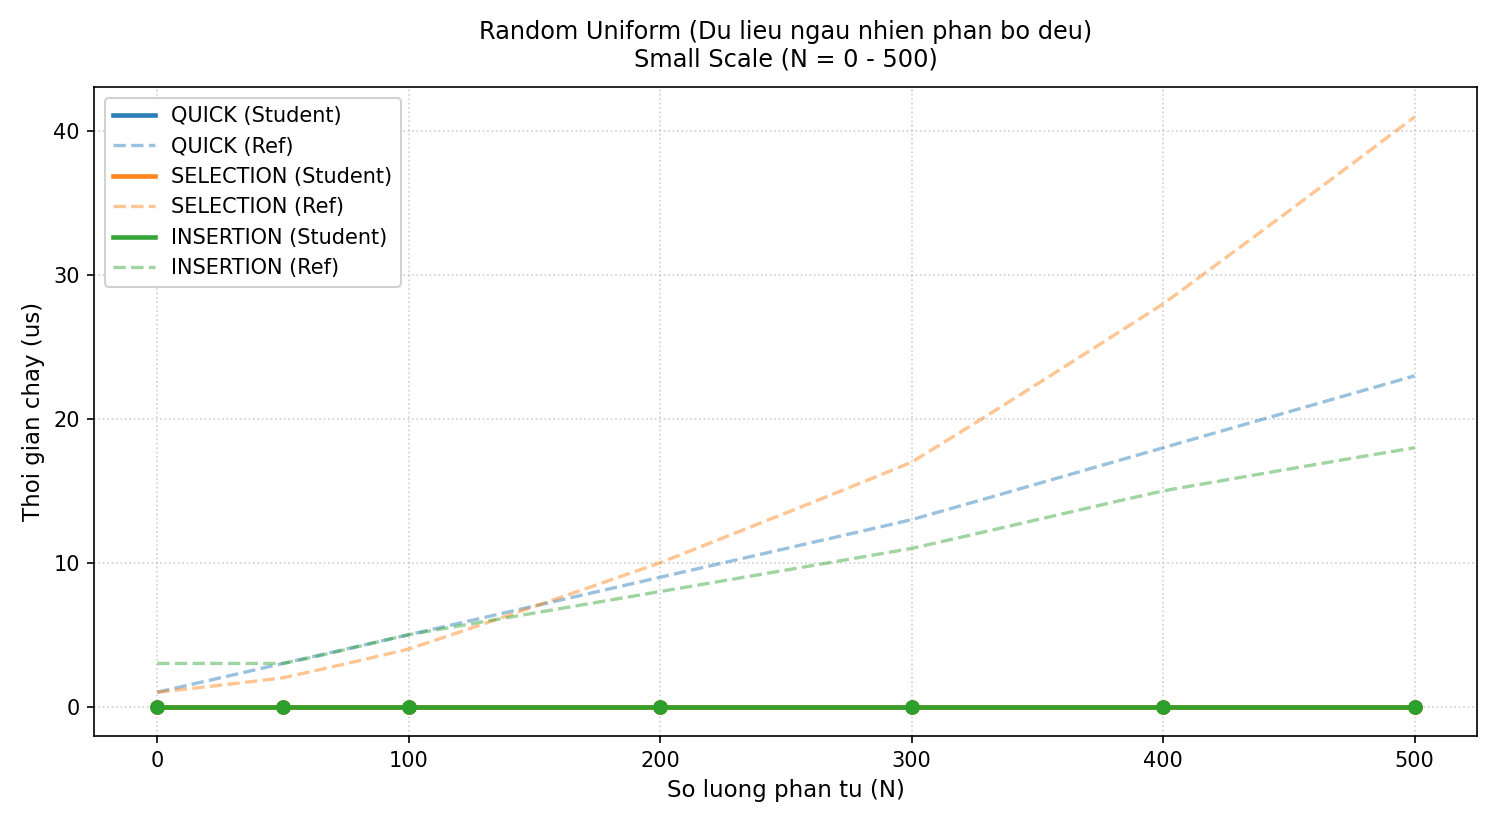 Random Uniform (Du lieu ngau nhien phan bo deu)
Small Scale (N = 0 - 500)
QUICK (Student)
QUICK (Ref)
SELECTION (Student)
SELECTION (Ref)
INSERTION (Student)
INSERTION (Ref)
Thoi gian chay (us)
40
30
20
10
0
0 100 200 300 400 500
So luong phan tu (N)